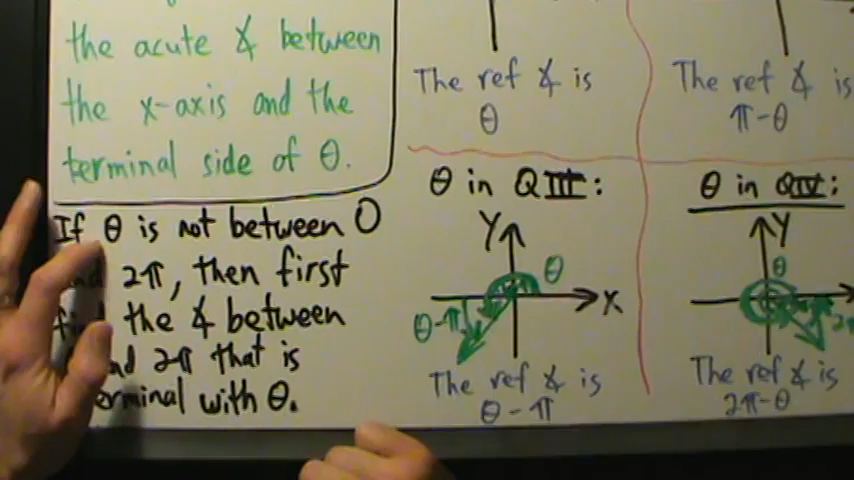 the acute ∡ between
the x-axis and the
terminal side of θ.
If θ is not between 0
2π, then first
the ∡ between
2π that is
with θ.
The ref ∡ is
θ
The ref ∡ is
π-θ
θ in QIII:
Y
θ
X
θ-π
The ref ∡ is
θ-π
θ in QIV:
Y
θ
The ref ∡ is
2π-θ